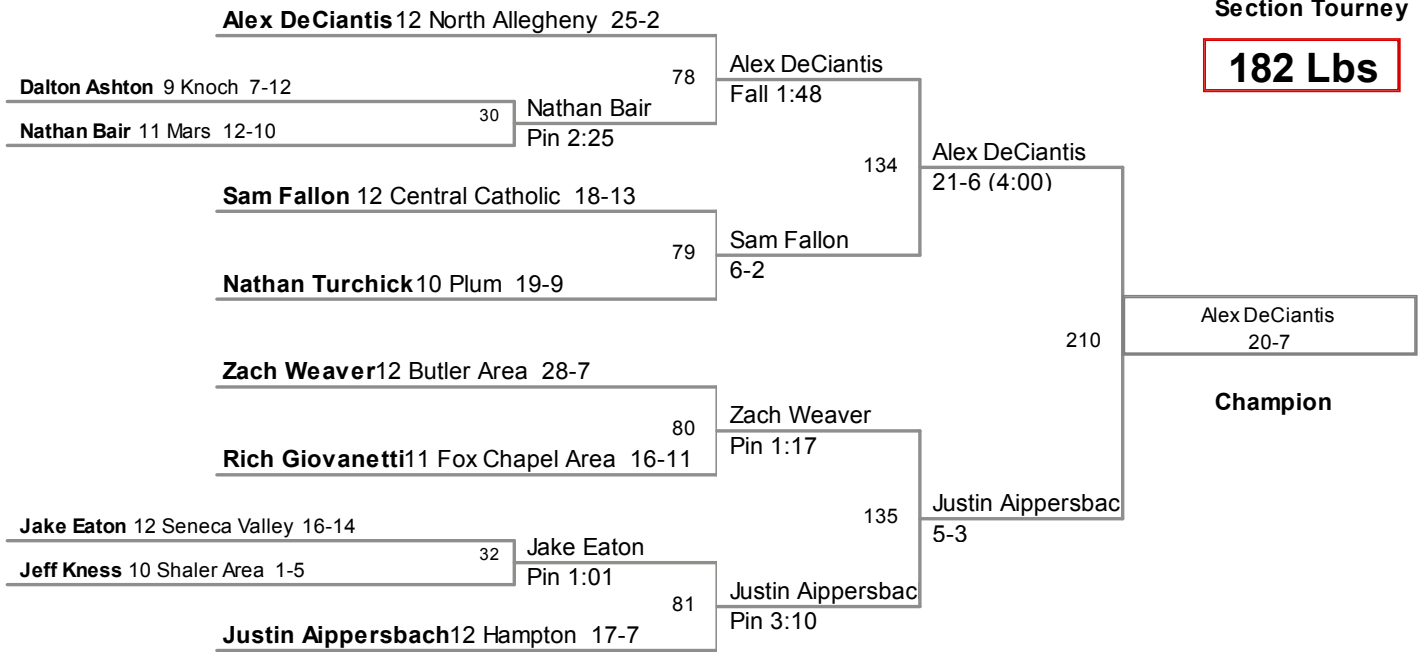 Section Tourney
182 Lbs
Alex DeCiantis 12 North Allegheny 25-2
Dalton Ashton 9 Knoch 7-12
Nathan Bair 11 Mars 12-10
30
Nathan Bair
Pin 2:25
78
Alex DeCiantis
Fall 1:48
Sam Fallon 12 Central Catholic 18-13
Nathan Turchick 10 Plum 19-9
79
Sam Fallon
6-2
134
Alex DeCiantis
21-6 (4:00)
Zach Weaver 12 Butler Area 28-7
Rich Giovanetti 11 Fox Chapel Area 16-11
80
Zach Weaver
Pin 1:17
Jake Eaton 12 Seneca Valley 16-14
Jeff Kness 10 Shaler Area 1-5
32
Jake Eaton
Pin 1:01
Justin Aippersbach 12 Hampton 17-7
81
Justin Aippersbac
Pin 3:10
135
Justin Aippersbac
5-3
210
Alex DeCiantis
20-7
Champion